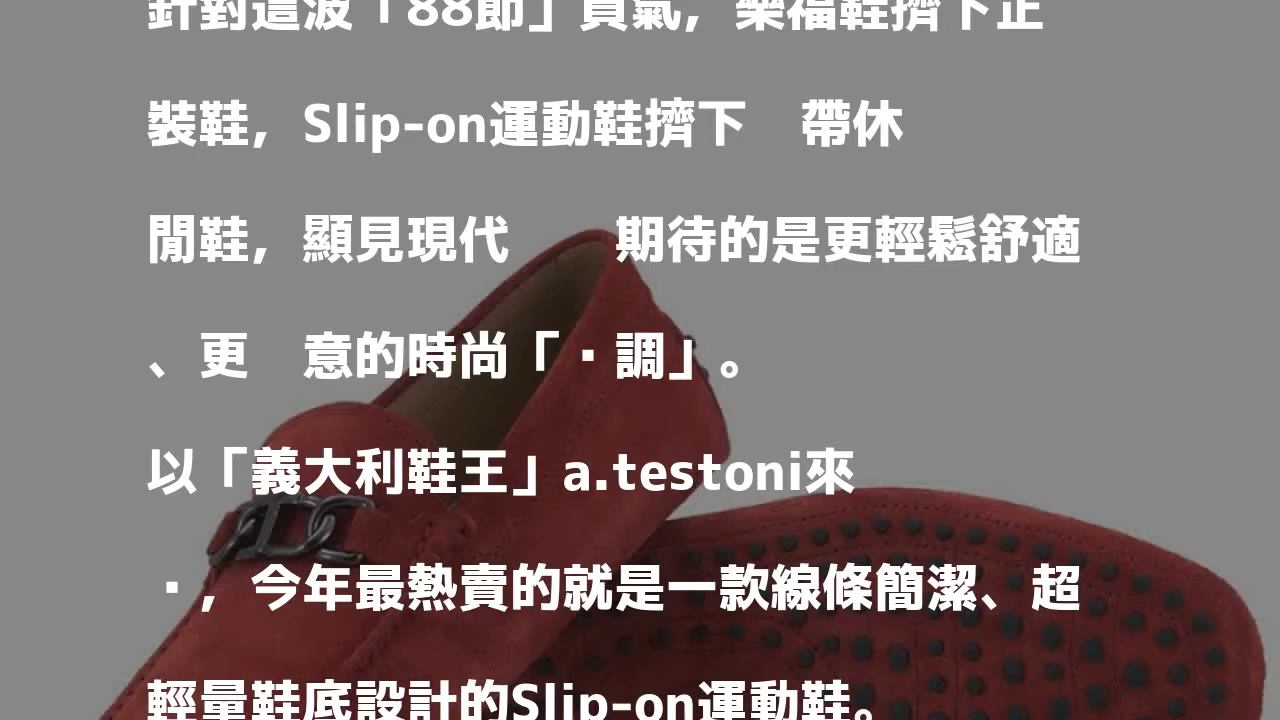 針對這波「88節」買氣，樂福鞋擠下正
裝鞋，Slip-on運動鞋擠下　帶休
閒鞋，顯見現代　　期待的是更輕鬆舒適
、更　意的時尚「·調」。
以「義大利鞋王」a.testoni來
·，今年最熱賣的就是一款線條簡潔、超
輕量鞋底設計的Slip-on運動鞋。